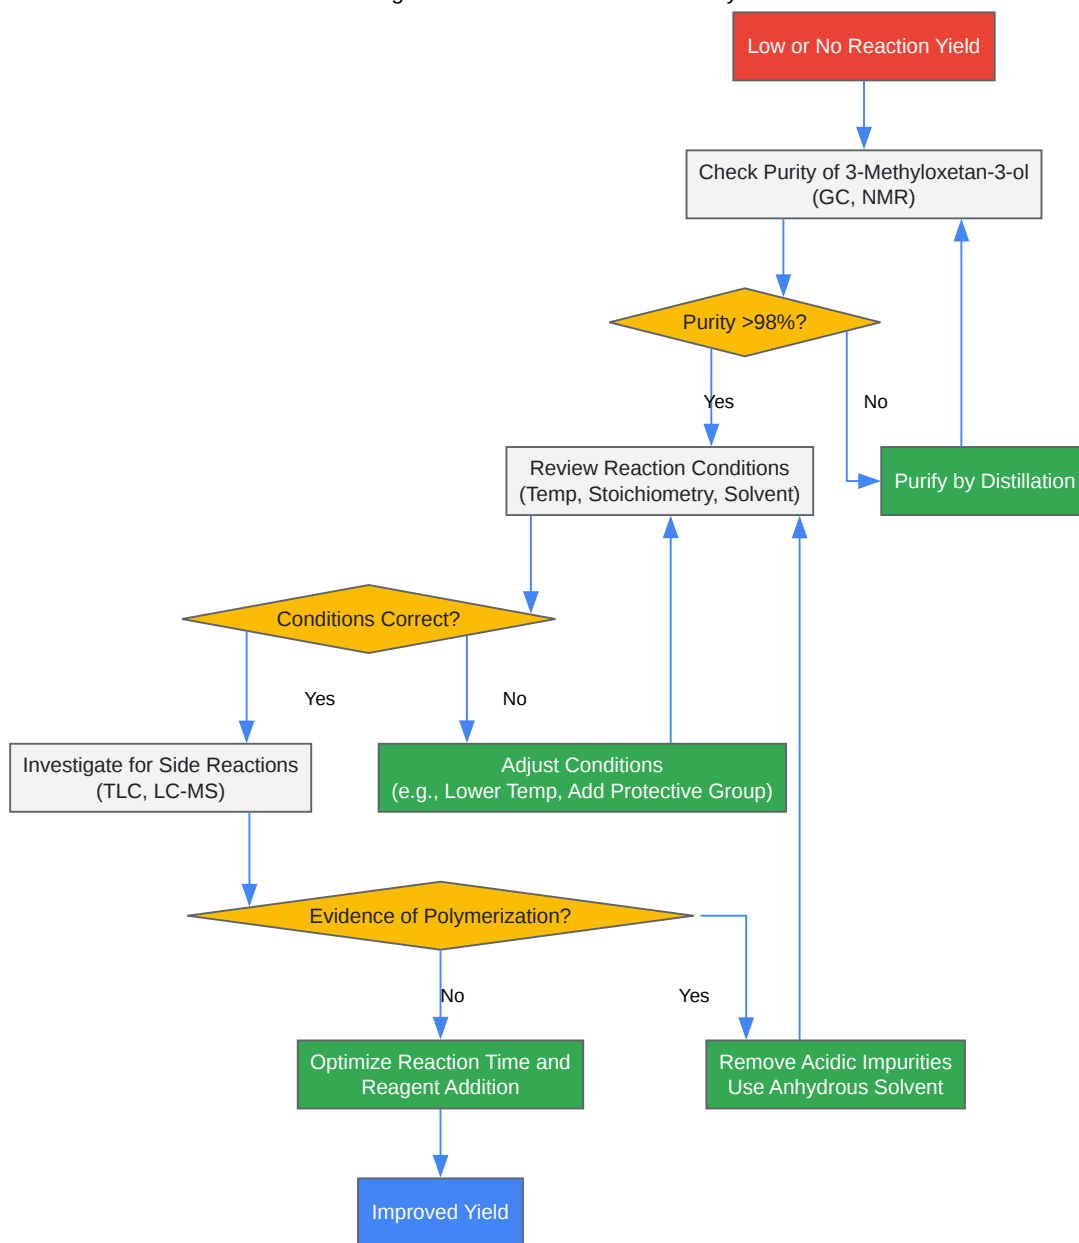 Low or No Reaction Yield
Check Purity of 3-Methyloxetan-3-ol
(GC, NMR)
Purity >98%?
Yes
No
Review Reaction Conditions
(Temp, Stoichiometry, Solvent)
Purify by Distillation
Conditions Correct?
Yes
No
Investigate for Side Reactions
(TLC, LC-MS)
Adjust Conditions
(e.g., Lower Temp, Add Protective Group)
Evidence of Polymerization?
No
Yes
Optimize Reaction Time and
Reagent Addition
Remove Acidic Impurities
Use Anhydrous Solvent
Improved Yield